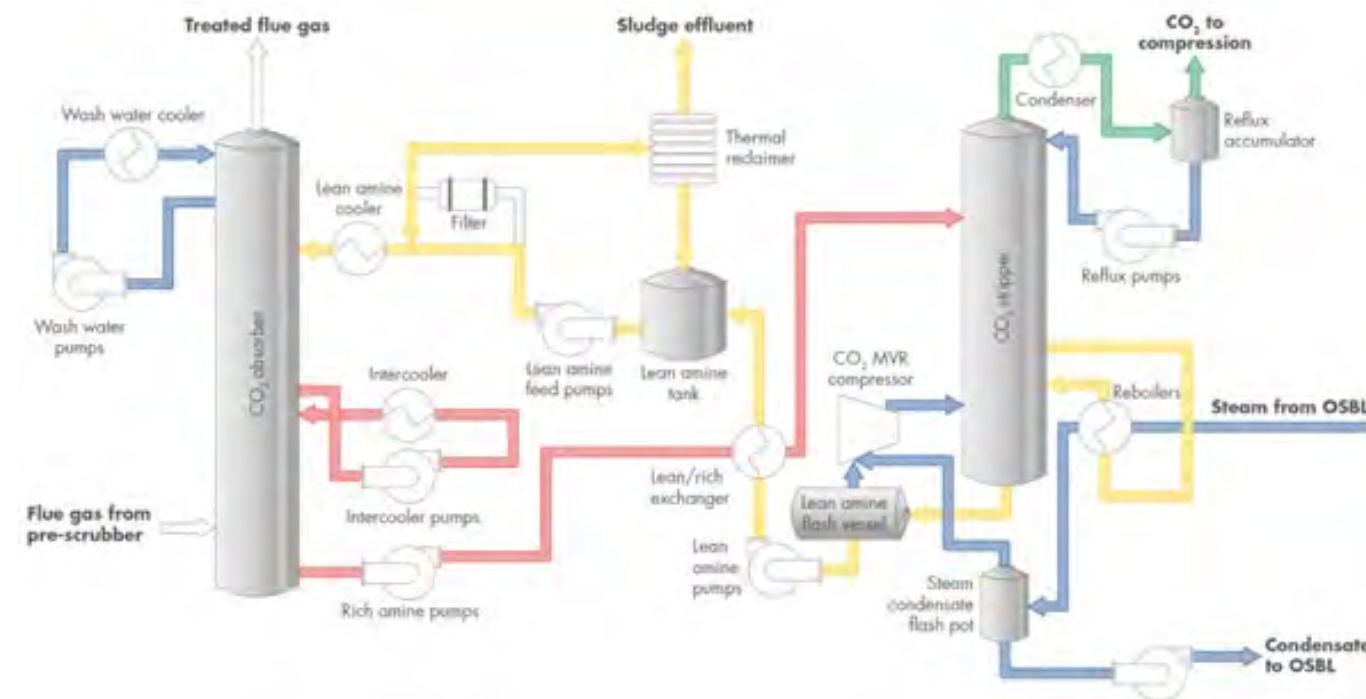 Treated flue gas
Sludge effluent
CO₂ to
compression
Wash water cooler
Condenser
Reflux
accumulator
Thermal
reclaimer
Lean amine
cooler
Filter
Reflux pumps
CO₂ absorber
CO₂ stripper
Wash water
pumps
Lean amine
feed pumps
Lean amine
tank
CO₂ MVR
compressor
Intercooler
Reboilers
Steam from OSBL
Lean/rich
exchanger
Lean amine
flash vessel
Flue gas from
pre-scrubber
Intercooler pumps
Lean
amine
pumps
Rich amine pumps
Steam
condensate
flash pot
Condensate
to OSBL